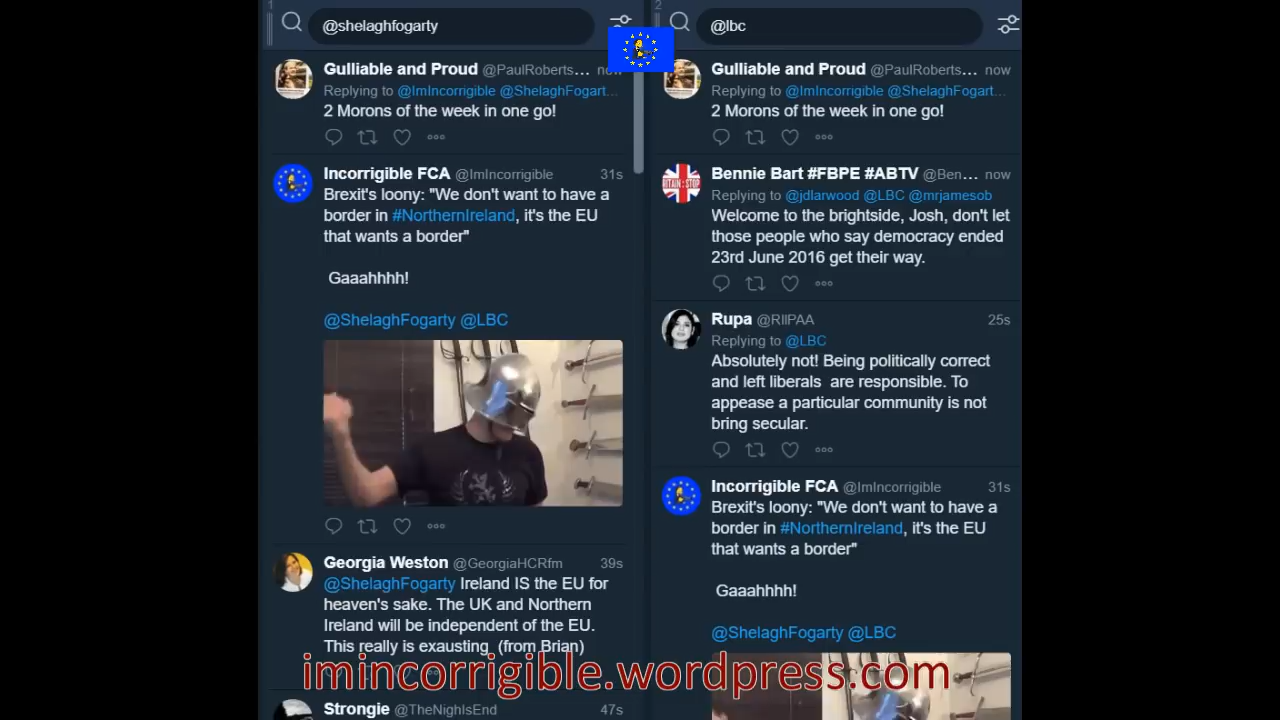 1
@shelaghfogarty
Gulliable and Proud @PaulRoberts... now
Replying to @ImIncorrigible @ShelaghFogart...
2 Morons of the week in one go!
Incorrigible FCA @ImIncorrigible 31s
Brexit's loony: "We don't want to have a
border in #NorthernIreland, it's the EU
that wants a border"
Gaaahhhh!
@ShelaghFogarty @LBC
Georgia Weston @GeorgiaHCRfm 39s
@ShelaghFogarty Ireland IS the EU for
heaven's sake. The UK and Northern
Ireland will be independent of the EU.
This really is exausting (from Brian)
Strongie @TheNighIsEnd 47s
2
@lbc
Gulliable and Proud @PaulRoberts... now
Replying to @ImIncorrigible @ShelaghFogart...
2 Morons of the week in one go!
Bennie Bart #FBPE #ABTV @Ben... now
Replying to @jdlarwood @LBC @mrjamesob
Welcome to the brightside, Josh, don't let
those people who say democracy ended
23rd June 2016 get their way.
Rupa @RIIPAA 25s
Replying to @LBC
Absolutely not! Being politically correct
and left liberals are responsible. To
appease a particular community is not
bring secular.
Incorrigible FCA @ImIncorrigible 31s
Brexit's loony: "We don't want to have a
border in #NorthernIreland, it's the EU
that wants a border"
Gaaahhhh!
@ShelaghFogarty @LBC
imincorrigible.wordpress.com